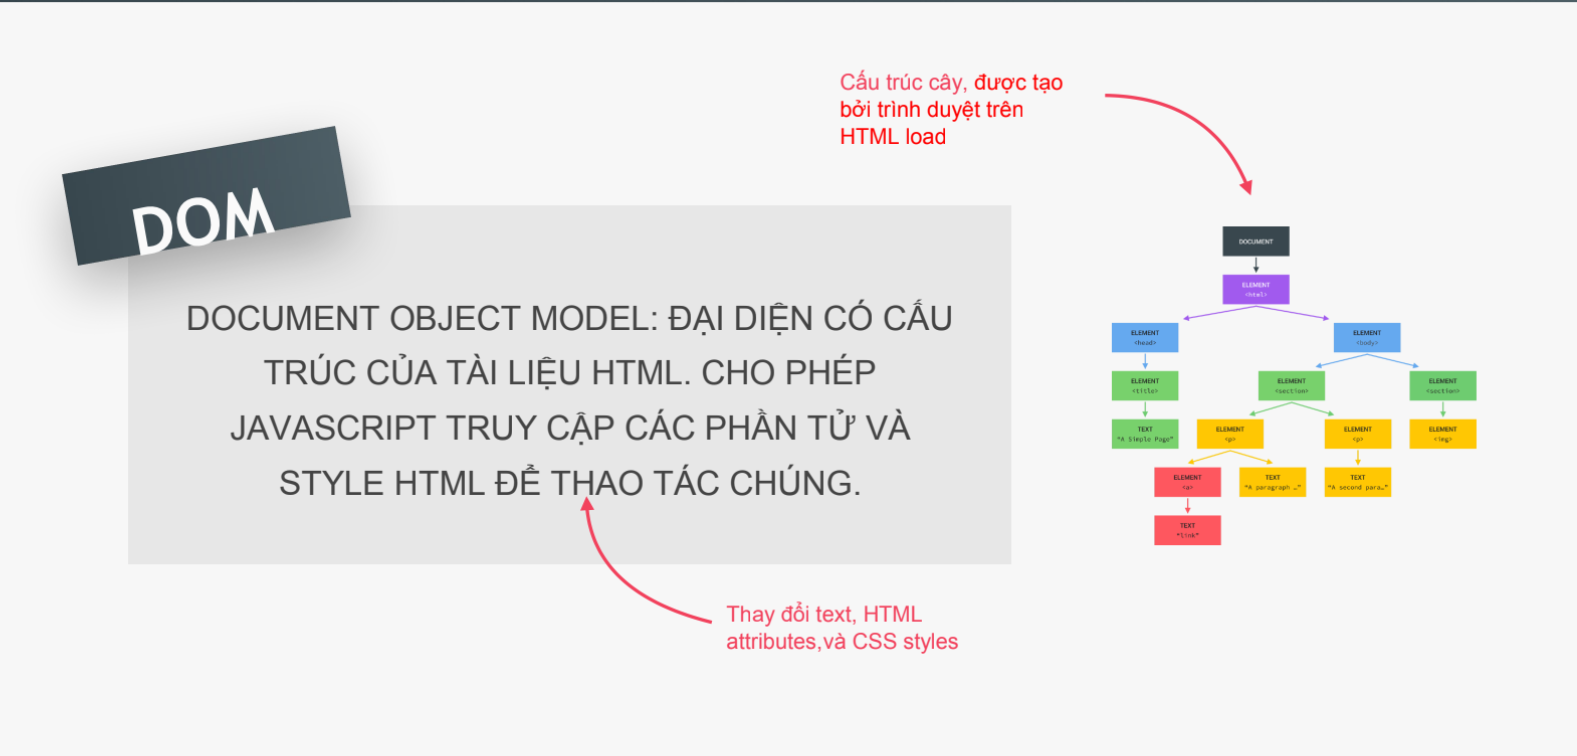 Cấu trúc cây, được tạo
bởi trình duyệt trên
HTML load
DOM
DOCUMENT OBJECT MODEL: ĐẠI DIỆN CÓ CẤU
TRÚC CỦA TÀI LIỆU HTML. CHO PHÉP
JAVASCRIPT TRUY CẬP CÁC PHẦN TỬ VÀ
STYLE HTML ĐỂ THAO TÁC CHÚNG.
Thay đổi text, HTML
attributes,và CSS styles
DOCUMENT
ELEMENT
<html>
ELEMENT
<head>
ELEMENT
<body>
ELEMENT
<title>
ELEMENT
<section>
ELEMENT
<section>
TEXT
"A Simple Page"
ELEMENT
<p>
ELEMENT
<p>
ELEMENT
<img>
ELEMENT
<a>
TEXT
"A paragraph …"
TEXT
"A second para…"
TEXT
"link"